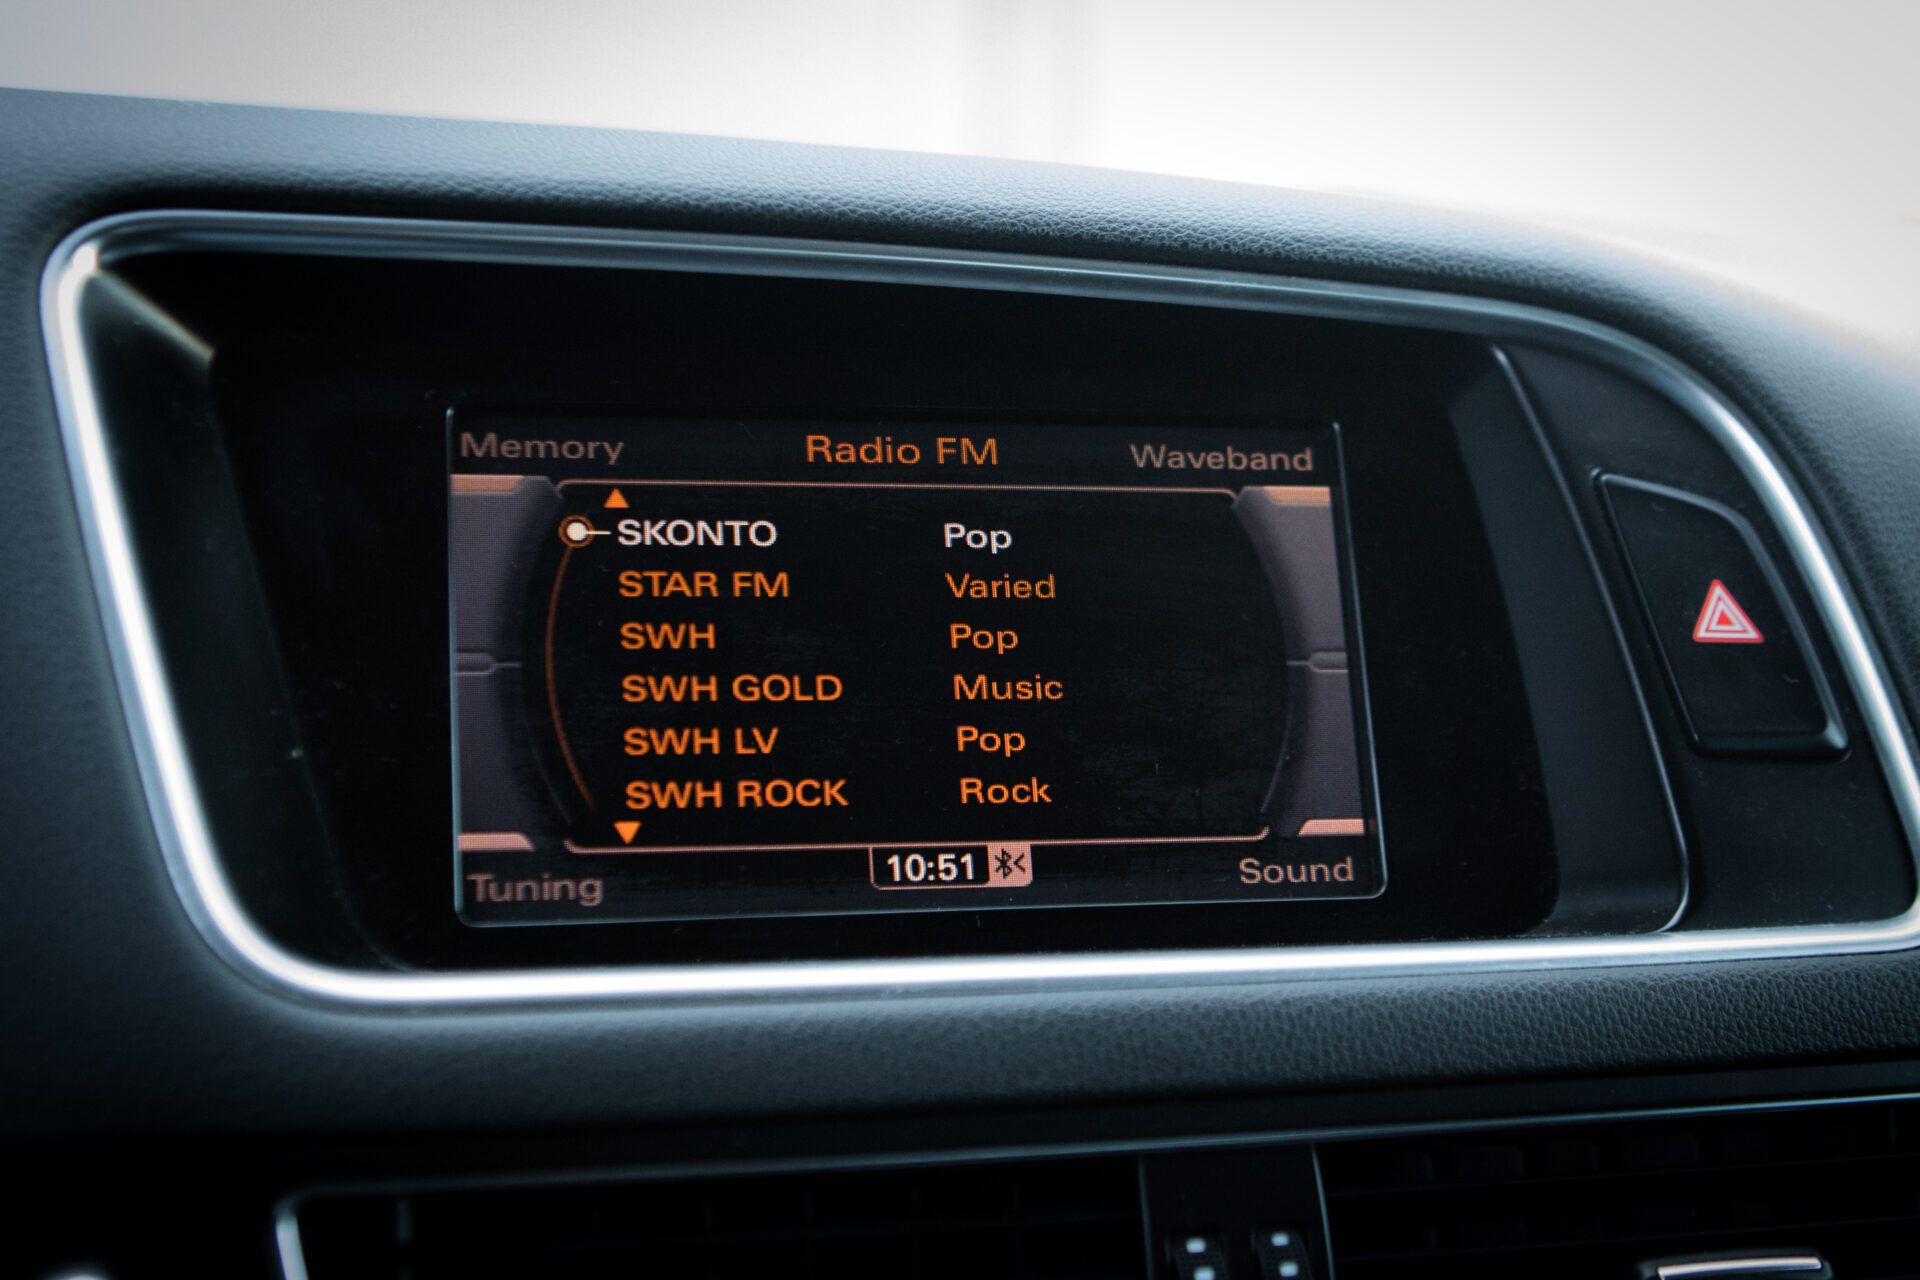 Memory Radio FM Waveband
SKONTO Pop
STAR FM Varied
SWH Pop
SWH GOLD Music
SWH LV Pop
SWH ROCK Rock
Tuning 10:51 Sound